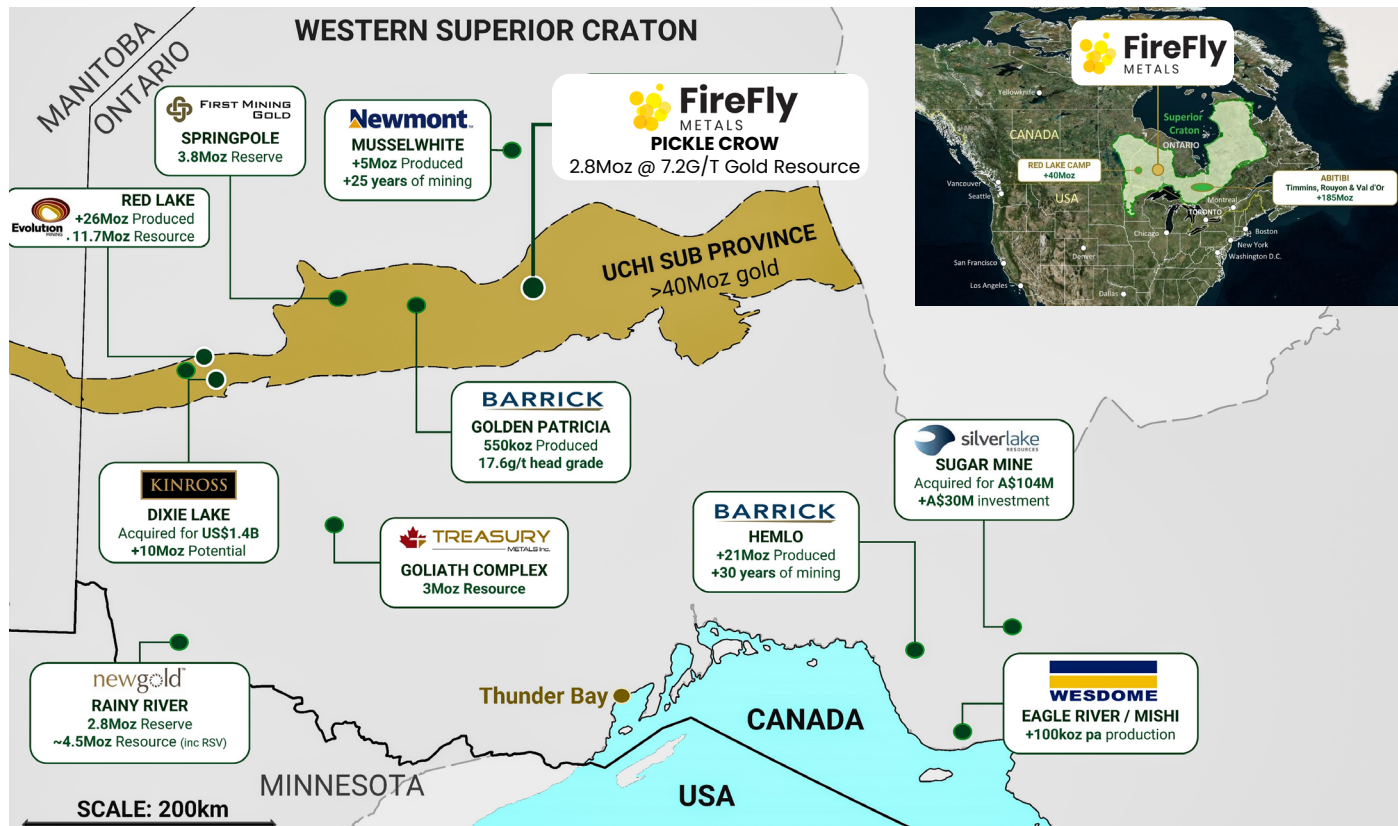 WESTERN SUPERIOR CRATON
MANITOBA
ONTARIO
FIRST MINING
GOLD
SPRINGPOLE
3.8Moz Reserve
Newmont™
MUSSELWHITE
+5Moz Produced
+25 years of mining
FireFly
METALS
PICKLE CROW
2.8Moz @ 7.2G/T Gold Resource
Evolution
MINING
RED LAKE
+26Moz Produced
11.7Moz Resource
UCHI SUB PROVINCE
>40Moz gold
BARRICK
GOLDEN PATRICIA
550koz Produced
17.6g/t head grade
KINROSS
DIXIE LAKE
Acquired for US$1.4B
+10Moz Potential
TREASURY
METALS Inc.
GOLIATH COMPLEX
3Moz Resource
BARRICK
HEMLO
+21Moz Produced
+30 years of mining
silverlake
RESOURCES
SUGAR MINE
Acquired for A$104M
+A$30M investment
newgold™
RAINY RIVER
2.8Moz Reserve
~4.5Moz Resource (inc RSV)
WESDOME
EAGLE RIVER / MISHI
+100koz pa production
Thunder Bay
CANADA
USA
MINNESOTA
SCALE: 200km
FireFly
METALS
Yellowknife
CANADA
Superior
Craton
ONTARIO
RED LAKE CAMP
+40Moz
ABITIBI
Timmins, Rouyon & Val d'Or
+185Moz
Vancouver
Seattle
USA
Montreal
TORONTO
Chicago
Boston
New York
Washington D.C.
San Francisco
Denver
Los Angeles
Dallas